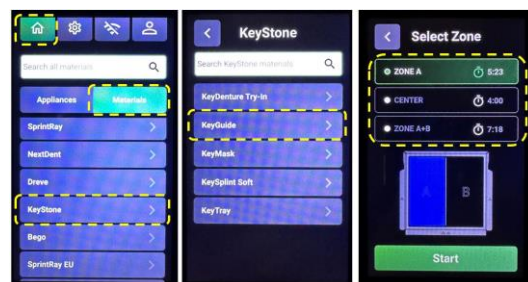 Search all materials
Appliances
Materials
SprintRay
NextDent
Dreve
KeyStone
Bego
SprintRay EU
KeyStone
Search KeyStone materials
KeyDenture Try-In
KeyGuide
KeyMask
KeySplint Soft
KeyTray
Select Zone
ZONE A 5:23
CENTER 4:00
ZONE A+B 7:18
A B
Start